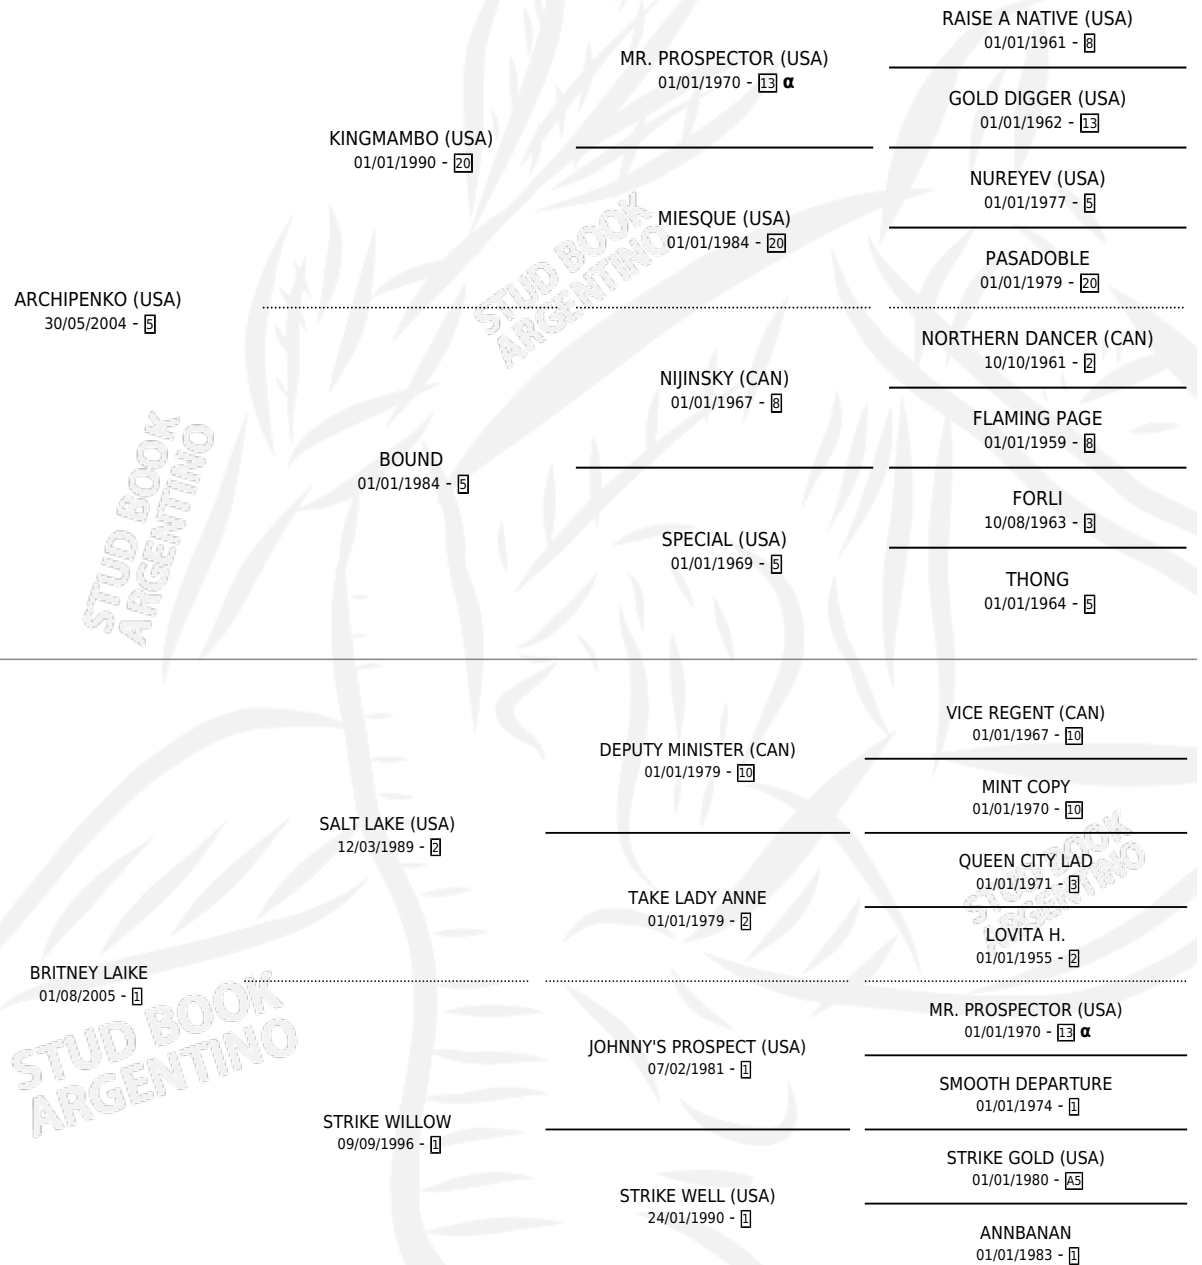 RAISE A NATIVE (USA)
01/01/1961 - 8
MR. PROSPECTOR (USA)
01/01/1970 - 13 α
GOLD DIGGER (USA)
01/01/1962 - 13
KINGMAMBO (USA)
01/01/1990 - 20
NUREYEV (USA)
01/01/1977 - 5
MIESQUE (USA)
01/01/1984 - 20
PASADOBLE
01/01/1979 - 20
ARCHIPENKO (USA)
30/05/2004 - 5
NORTHERN DANCER (CAN)
10/10/1961 - 2
NIJINSKY (CAN)
01/01/1967 - 8
FLAMING PAGE
01/01/1959 - 8
BOUND
01/01/1984 - 5
FORLI
10/08/1963 - 3
SPECIAL (USA)
01/01/1969 - 5
THONG
01/01/1964 - 5
VICE REGENT (CAN)
01/01/1967 - 10
DEPUTY MINISTER (CAN)
01/01/1979 - 10
MINT COPY
01/01/1970 - 10
SALT LAKE (USA)
12/03/1989 - 2
QUEEN CITY LAD
01/01/1971 - 3
TAKE LADY ANNE
01/01/1979 - 2
LOVITA H.
01/01/1955 - 2
BRITNEY LAIKE
01/08/2005 - 1
MR. PROSPECTOR (USA)
01/01/1970 - 13 α
JOHNNY'S PROSPECT (USA)
07/02/1981 - 1
SMOOTH DEPARTURE
01/01/1974 - 1
STRIKE WILLOW
09/09/1996 - 1
STRIKE GOLD (USA)
01/01/1980 - A5
STRIKE WELL (USA)
24/01/1990 - 1
ANNBANAN
01/01/1983 - 1
STUD BOOK
ARGENTINO
STUD BOOK
ARGENTINO
STUD BOOK
ARGENTINO
STUD BOOK
ARGENTINO